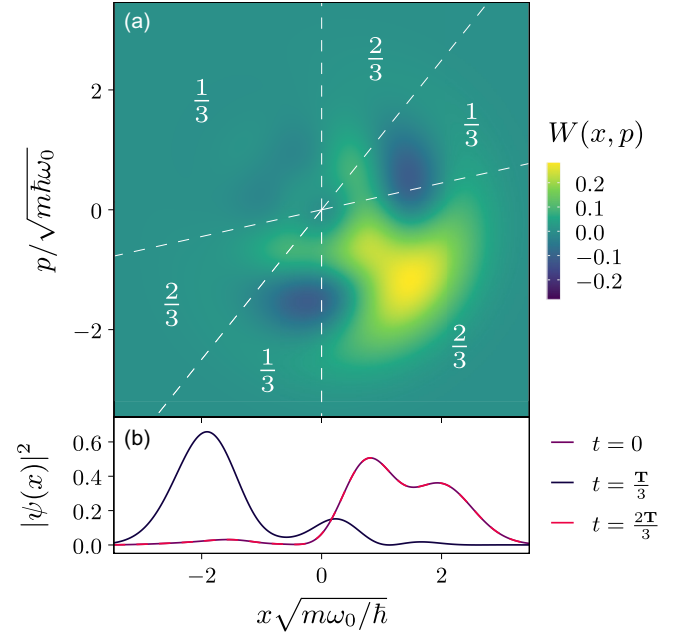 (a)
2/3
1/3
1/3
2/3
1/3
2/3
2
0
−2
p/√mħω₀
W(x, p)
0.2
0.1
0.0
−0.1
−0.2
(b)
0.6
0.4
0.2
0.0
|ψ(x)|²
−2 0 2
x√mω₀/ħ
t = 0
t = T/3
t = 2T/3